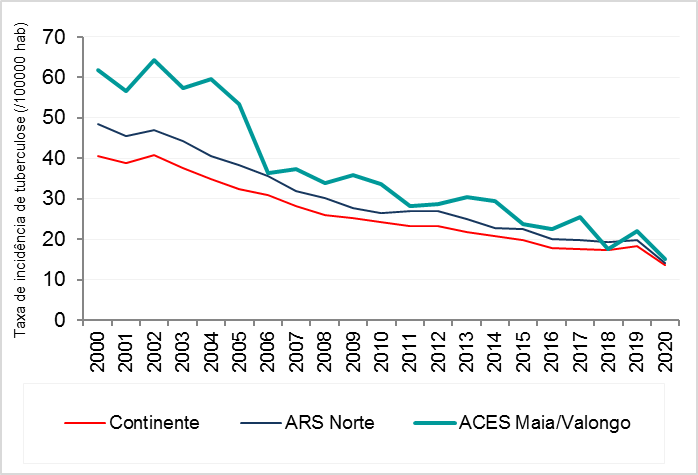 Taxa de incidência de tuberculose (/100000 hab)
70
60
50
40
30
20
10
0
2000 2001 2002 2003 2004 2005 2006 2007 2008 2009 2010 2011 2012 2013 2014 2015 2016 2017 2018 2019 2020
Continente ARS Norte ACES Maia/Valongo